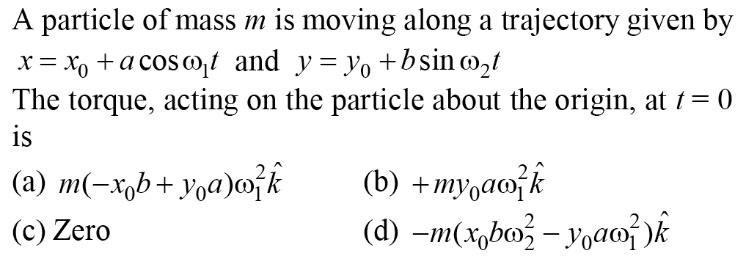 A particle of mass m is moving along a trajectory given by
x = x₀ + a cos ω₁t and y = y₀ + b sin ω₂t
The torque, acting on the particle about the origin, at t = 0
is
(a) m(−x₀b + y₀a)ω₁²k̂ (b) +my₀aω₁²k̂
(c) Zero (d) −m(x₀bω₂² − y₀aω₁²)k̂